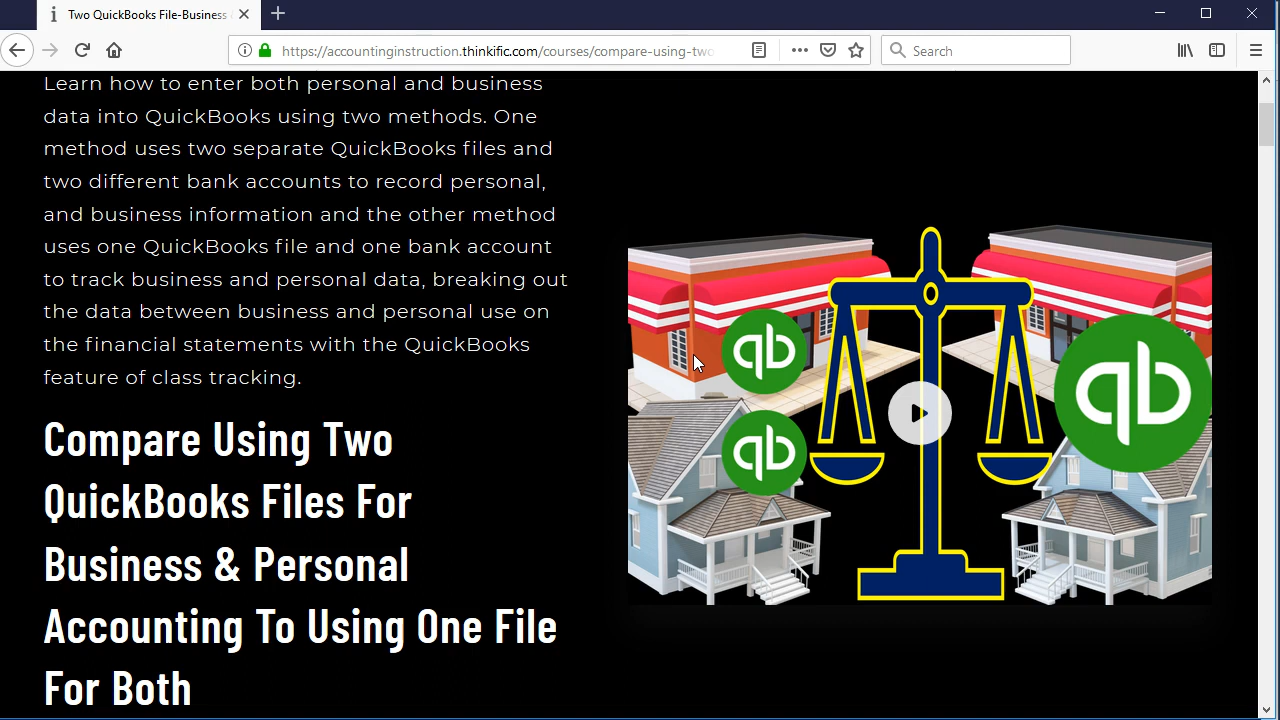 Two QuickBooks File-Business
https://accountinginstruction.thinkific.com/courses/compare-using-two
Search
Learn how to enter both personal and business
data into QuickBooks using two methods. One
method uses two separate QuickBooks files and
two different bank accounts to record personal,
and business information and the other method
uses one QuickBooks file and one bank account
to track business and personal data, breaking out
the data between business and personal use on
the financial statements with the QuickBooks
feature of class tracking.
Compare Using Two
QuickBooks Files For
Business & Personal
Accounting To Using One File
For Both
qb
qb
qb